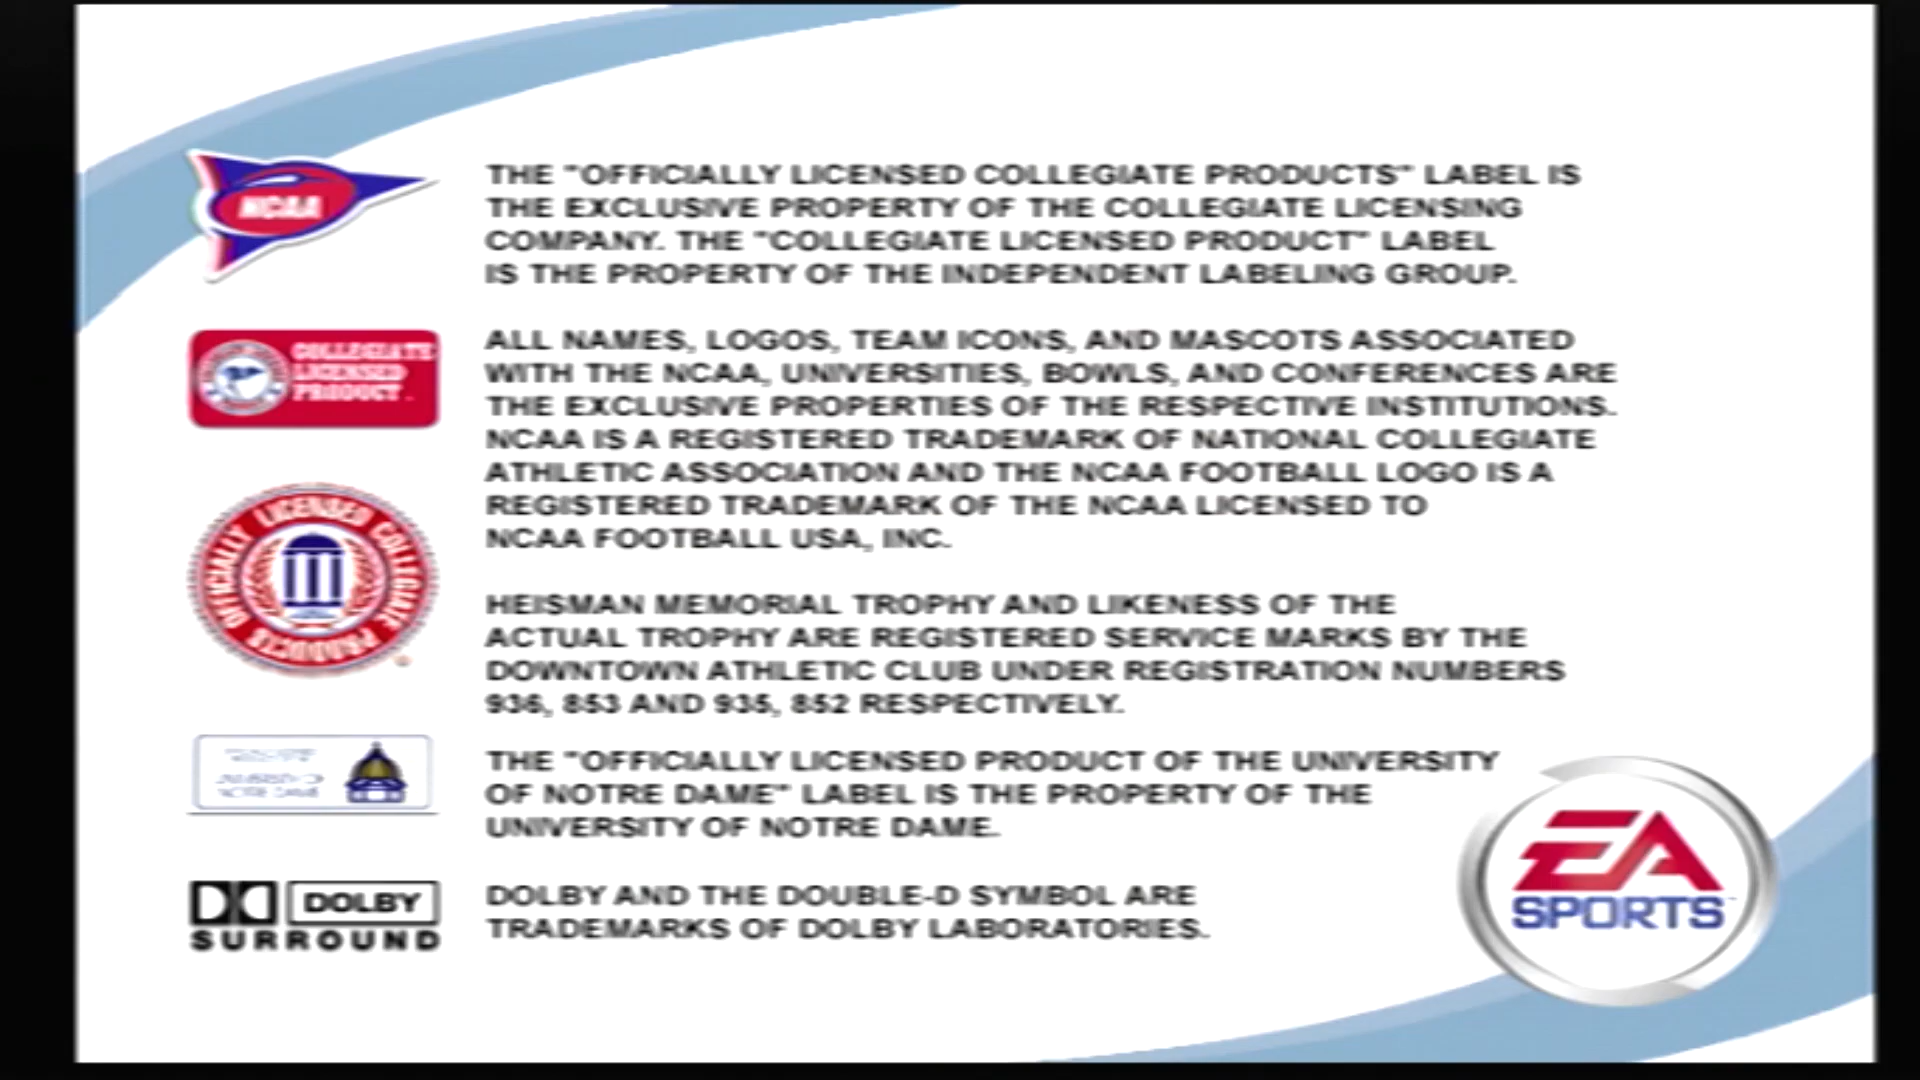 NCAA
THE "OFFICIALLY LICENSED COLLEGIATE PRODUCTS" LABEL IS
THE EXCLUSIVE PROPERTY OF THE COLLEGIATE LICENSING
COMPANY. THE "COLLEGIATE LICENSED PRODUCT" LABEL
IS THE PROPERTY OF THE INDEPENDENT LABELING GROUP.
COLLEGIATE
LICENSED
PRODUCT
ALL NAMES, LOGOS, TEAM ICONS, AND MASCOTS ASSOCIATED
WITH THE NCAA, UNIVERSITIES, BOWLS, AND CONFERENCES ARE
THE EXCLUSIVE PROPERTIES OF THE RESPECTIVE INSTITUTIONS.
NCAA IS A REGISTERED TRADEMARK OF NATIONAL COLLEGIATE
ATHLETIC ASSOCIATION AND THE NCAA FOOTBALL LOGO IS A
REGISTERED TRADEMARK OF THE NCAA LICENSED TO
NCAA FOOTBALL USA, INC.
OFFICIALLY LICENSED COLLEGIATE PRODUCTS
HEISMAN MEMORIAL TROPHY AND LIKENESS OF THE
ACTUAL TROPHY ARE REGISTERED SERVICE MARKS BY THE
DOWNTOWN ATHLETIC CLUB UNDER REGISTRATION NUMBERS
936, 853 AND 935, 852 RESPECTIVELY.
THE "OFFICIALLY LICENSED PRODUCT OF THE UNIVERSITY
OF NOTRE DAME" LABEL IS THE PROPERTY OF THE
UNIVERSITY OF NOTRE DAME.
DOLBY
SURROUND
DOLBY AND THE DOUBLE-D SYMBOL ARE
TRADEMARKS OF DOLBY LABORATORIES.
EA
SPORTS